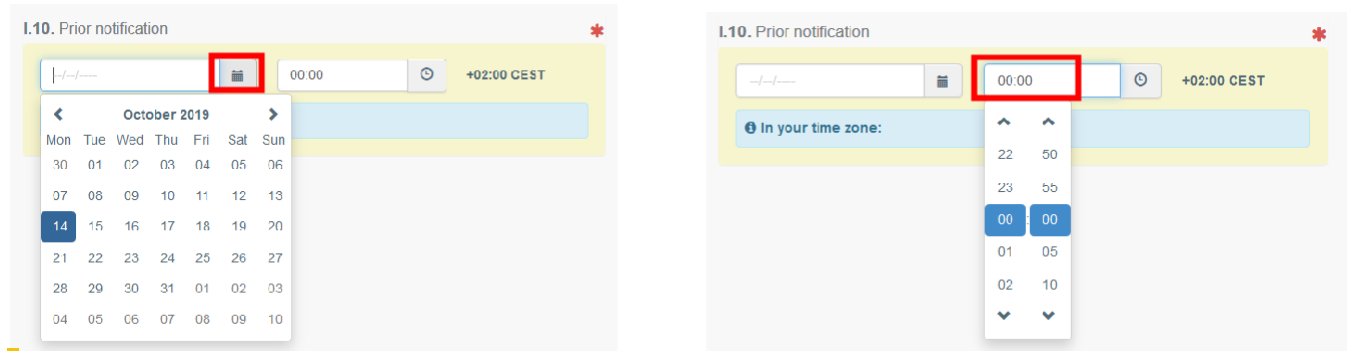 I.10. Prior notification *
--/--/---- 00:00 +02:00 CEST
October 2019
Mon Tue Wed Thu Fri Sat Sun
30 01 02 03 04 05 06
07 08 09 10 11 12 13
14 15 16 17 18 19 20
21 22 23 24 25 26 27
28 29 30 31 01 02 03
04 05 06 07 08 09 10
I.10. Prior notification *
--/--/---- 00:00 +02:00 CEST
In your time zone:
22 50
23 55
00 : 00
01 05
02 10